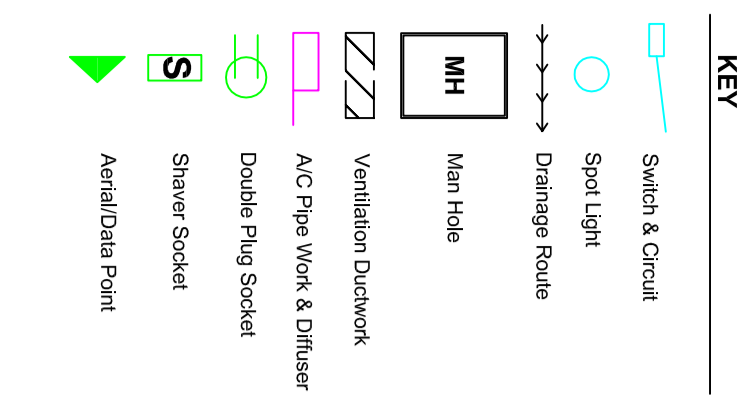 KEY
Switch & Circuit
Spot Light
Drainage Route
MH
Man Hole
Ventilation Ductwork
A/C Pipe Work & Diffuser
Double Plug Socket
S
Shaver Socket
Aerial/Data Point